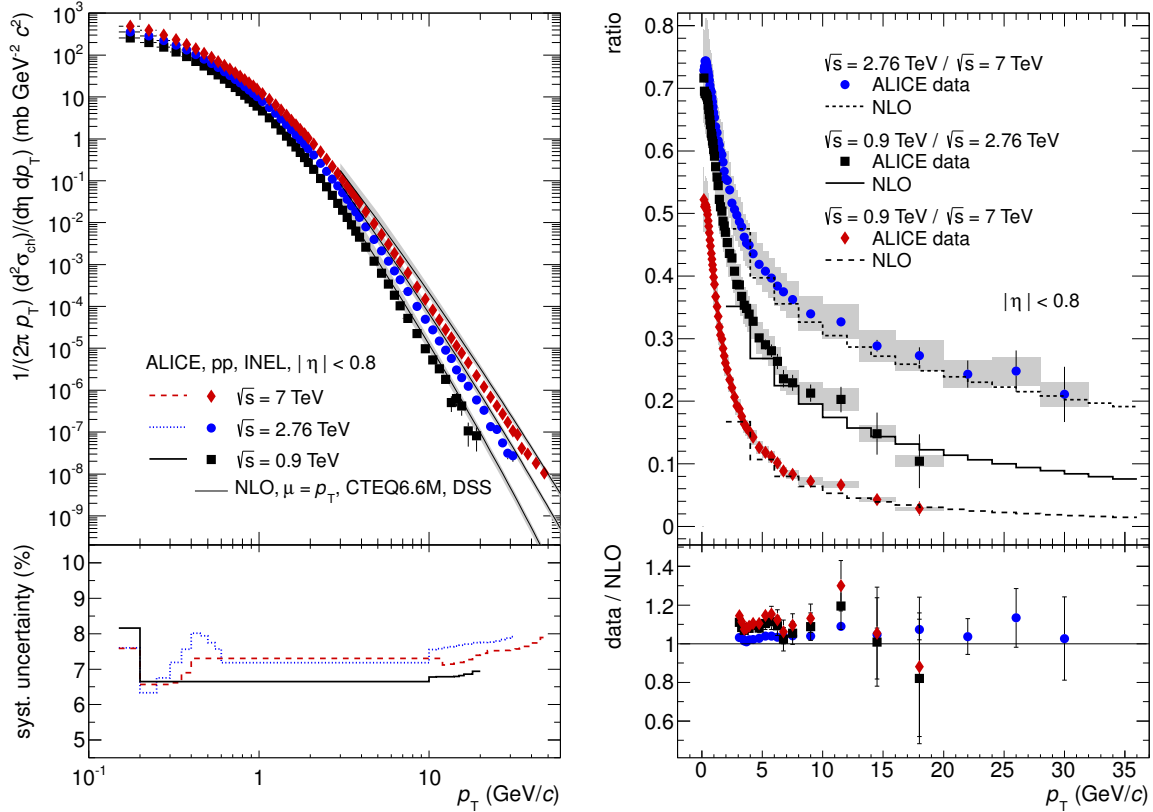 1/(2π p_T) (d²σ_ch)/(dη dp_T) (mb GeV⁻² c²)
10³
10²
10
1
10⁻¹
10⁻²
10⁻³
10⁻⁴
10⁻⁵
10⁻⁶
10⁻⁷
10⁻⁸
10⁻⁹
ALICE, pp, INEL, | η | < 0.8
√s = 7 TeV
√s = 2.76 TeV
√s = 0.9 TeV
NLO, μ = p_T, CTEQ6.6M, DSS
syst. uncertainty (%)
10
9
8
7
6
5
10⁻¹
1
10
p_T (GeV/c)
ratio
0.8
0.7
0.6
0.5
0.4
0.3
0.2
0.1
0
√s = 2.76 TeV / √s = 7 TeV
ALICE data
NLO
√s = 0.9 TeV / √s = 2.76 TeV
ALICE data
NLO
√s = 0.9 TeV / √s = 7 TeV
ALICE data
NLO
| η | < 0.8
data / NLO
1.4
1.2
1
0.8
0.6
0 5 10 15 20 25 30 35
p_T (GeV/c)